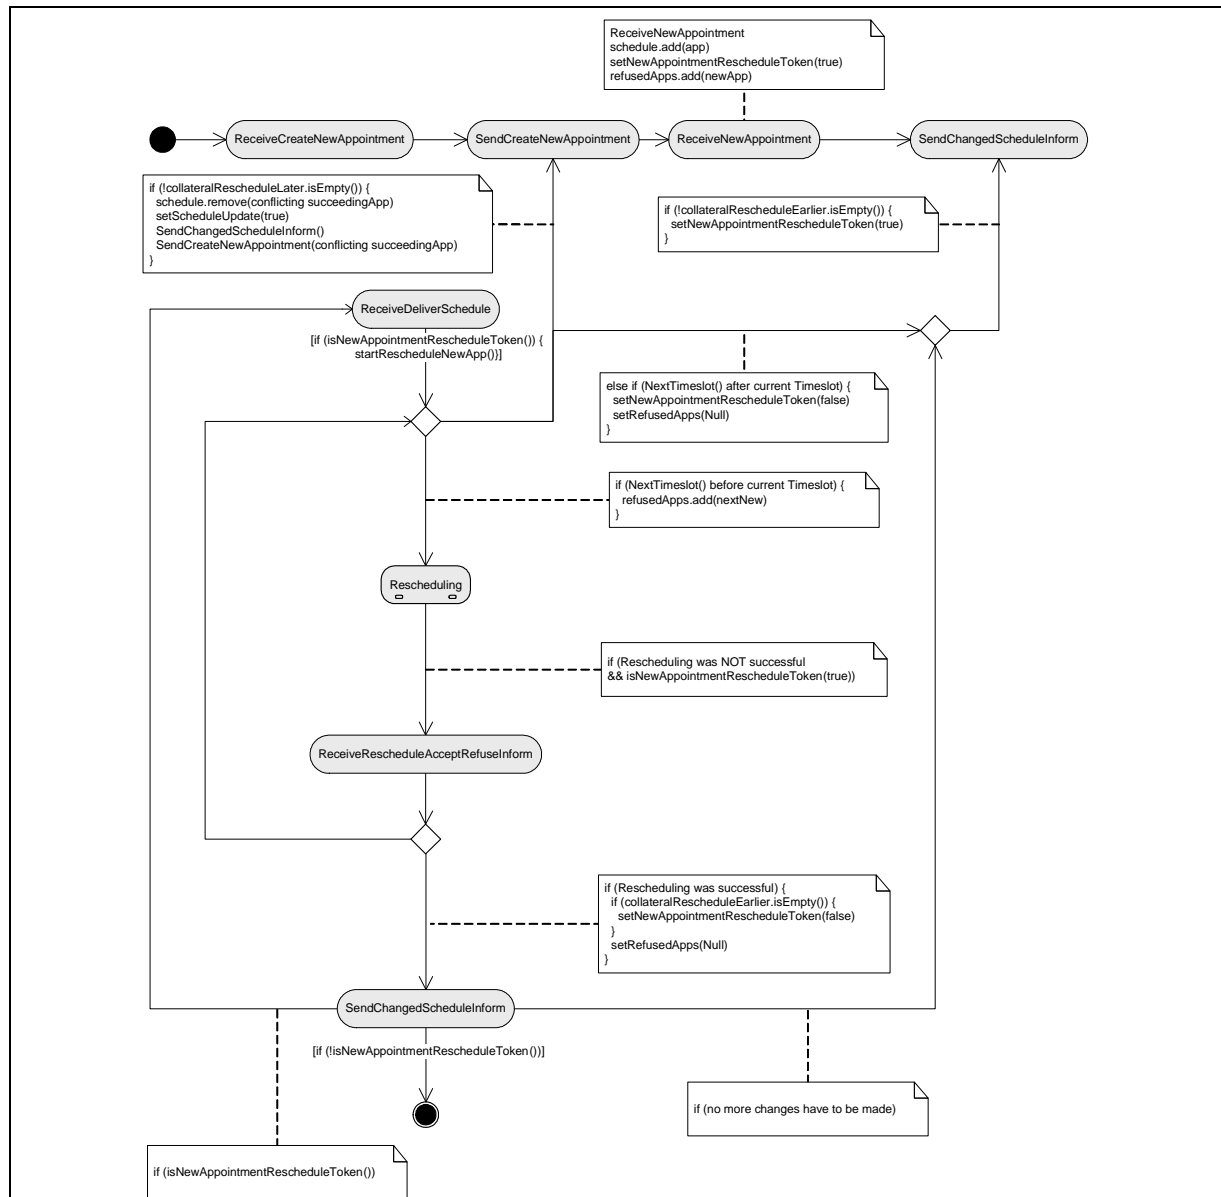 ReceiveNewAppointment
schedule.add(app)
setNewAppointmentRescheduleToken(true)
refusedApps.add(newApp)
ReceiveCreateNewAppointment
SendCreateNewAppointment
ReceiveNewAppointment
SendChangedScheduleInform
if (!collateralRescheduleLater.isEmpty()) {
schedule.remove(conflicting succeedingApp)
setScheduleUpdate(true)
SendChangedScheduleInform()
SendCreateNewAppointment(conflicting succeedingApp)
}
if (!collateralRescheduleEarlier.isEmpty()) {
setNewAppointmentRescheduleToken(true)
}
ReceiveDeliverSchedule
[if (isNewAppointmentRescheduleToken()) {
startRescheduleNewApp()}]
else if (NextTimeslot() after current Timeslot) {
setNewAppointmentRescheduleToken(false)
setRefusedApps(Null)
}
if (NextTimeslot() before current Timeslot) {
refusedApps.add(nextNew)
}
Rescheduling
if (Rescheduling was NOT successful
&& isNewAppointmentRescheduleToken(true))
ReceiveRescheduleAcceptRefuseInform
if (Rescheduling was successful) {
if (collateralRescheduleEarlier.isEmpty()) {
setNewAppointmentRescheduleToken(false)
}
setRefusedApps(Null)
}
SendChangedScheduleInform
[if (!isNewAppointmentRescheduleToken())]
if (no more changes have to be made)
if (isNewAppointmentRescheduleToken())